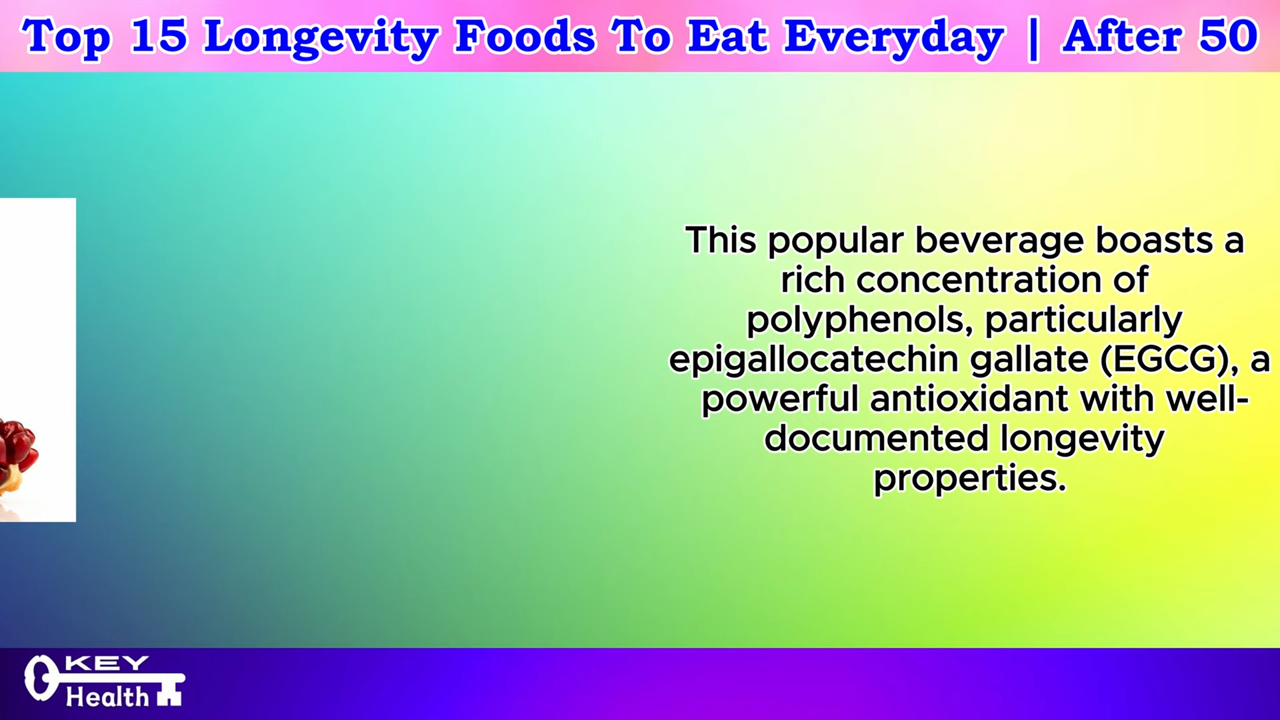 Top 15 Longevity Foods To Eat Everyday | After 50
This popular beverage boasts a
rich concentration of
polyphenols, particularly
epigallocatechin gallate (EGCG), a
powerful antioxidant with well-
documented longevity
properties.
KEY
Health